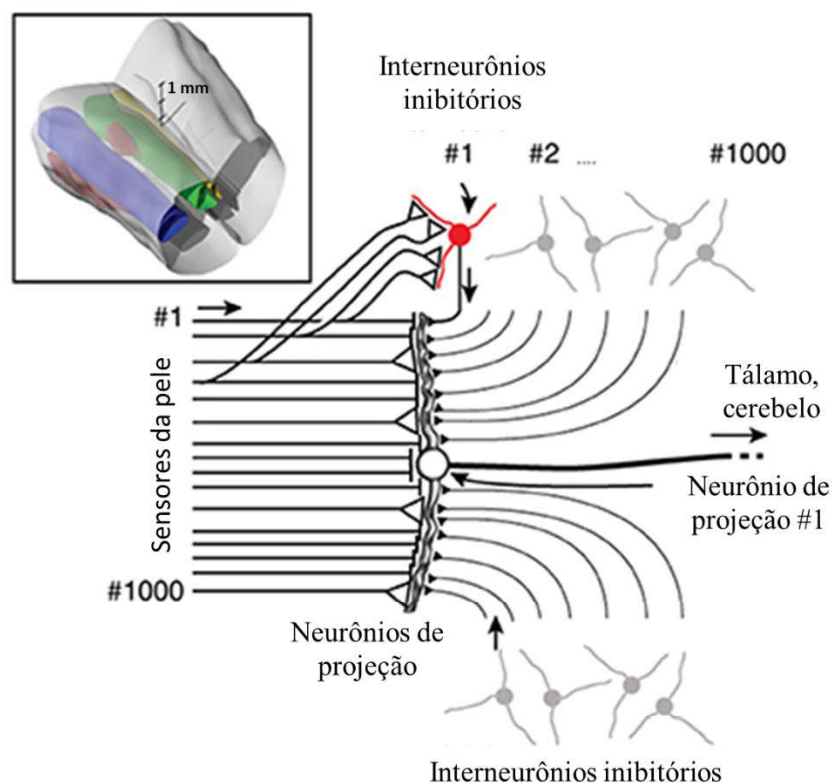 1 mm
Interneurônios
inibitórios
#1 #2 .... #1000
#1
Sensores da pele
#1000
Tálamo,
cerebelo
Neurônio de
projeção #1
Neurônios de
projeção
Interneurônios inibitórios